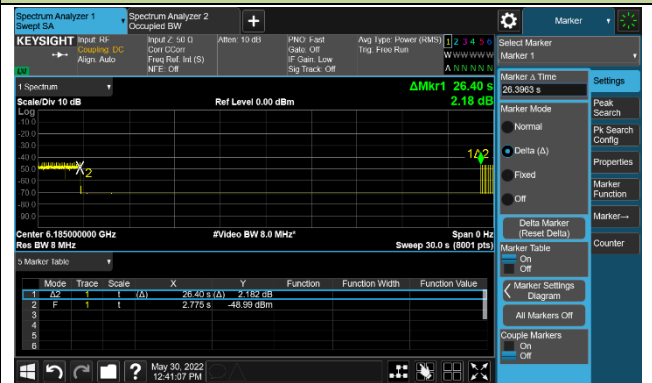 Spectrum Analyzer 1
Swept SA
Spectrum Analyzer 2
Occupied BW
Marker
KEYSIGHT
Input: RF
Coupling: DC
Align: Auto
Input Z: 50 Ω
Corr CCorr
Freq Ref: Int (S)
NFE: Off
Atten: 10 dB
PNO: Fast
Gate: Off
IF Gain: Low
Sig Track: Off
Avg Type: Power (RMS)
Trig: Free Run
1 2 3 4 5 6
W W W W W W
A N N N N N
LXI
1 Spectrum
ΔMkr1 26.40 s
2.18 dB
Scale/Div 10 dB
Ref Level 0.00 dBm
Log
-10.0
-20.0
-30.0
-40.0
-50.0
-60.0
-70.0
-80.0
-90.0
2
1Δ2
Center 6.185000000 GHz
#Video BW 8.0 MHz*
Span 0 Hz
Res BW 8 MHz
Sweep 30.0 s (8001 pts)
5 Marker Table
Mode Trace Scale X Y Function Function Width Function Value
1 Δ2 1 t (Δ) 26.40 s (Δ) 2.182 dB
2 F 1 t 2.775 s -48.99 dBm
3
4
5
6
May 30, 2022
12:41:07 PM
Select Marker
Marker 1
Marker Δ Time
26.3963 s
Marker Mode
Normal
Delta (Δ)
Fixed
Off
Delta Marker
(Reset Delta)
Marker Table
On
Off
Marker Settings
Diagram
All Markers Off
Couple Markers
On
Off
Settings
Peak
Search
Pk Search
Config
Properties
Marker
Function
Marker→
Counter